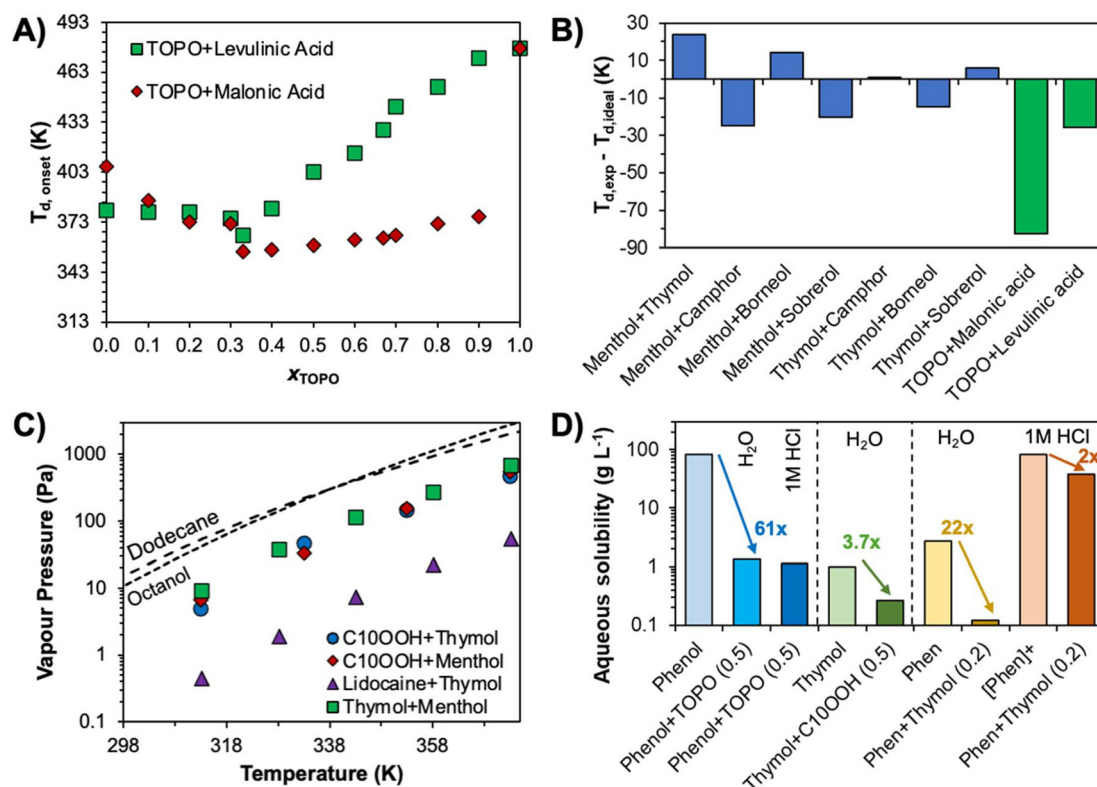 A)
T_d, onset (K)
493
463
433
403
373
343
313
TOPO+Levulinic Acid
TOPO+Malonic Acid
0.0 0.1 0.2 0.3 0.4 0.5 0.6 0.7 0.8 0.9 1.0
x_TOPO
B)
T_d,exp - T_d,ideal (K)
30
10
-10
-30
-50
-70
-90
Menthol+Thymol
Menthol+Camphor
Menthol+Borneol
Menthol+Sobrerol
Thymol+Camphor
Thymol+Borneol
Thymol+Sobrerol
TOPO+Malonic acid
TOPO+Levulinic acid
C)
Vapour Pressure (Pa)
1000
100
10
1
0.1
Dodecane
Octanol
C10OOH+Thymol
C10OOH+Menthol
Lidocaine+Thymol
Thymol+Menthol
298 318 338 358
Temperature (K)
D)
Aqueous solubility (g L⁻¹)
100
10
1
0.1
H₂O
1M HCl
H₂O
H₂O
1M HCl
61x
3.7x
22x
2x
Phenol
Phenol+TOPO (0.5)
Phenol+TOPO (0.5)
Thymol
Thymol+C10OOH (0.5)
Phen
Phen+Thymol (0.2)
[Phen]+
Phen+Thymol (0.2)